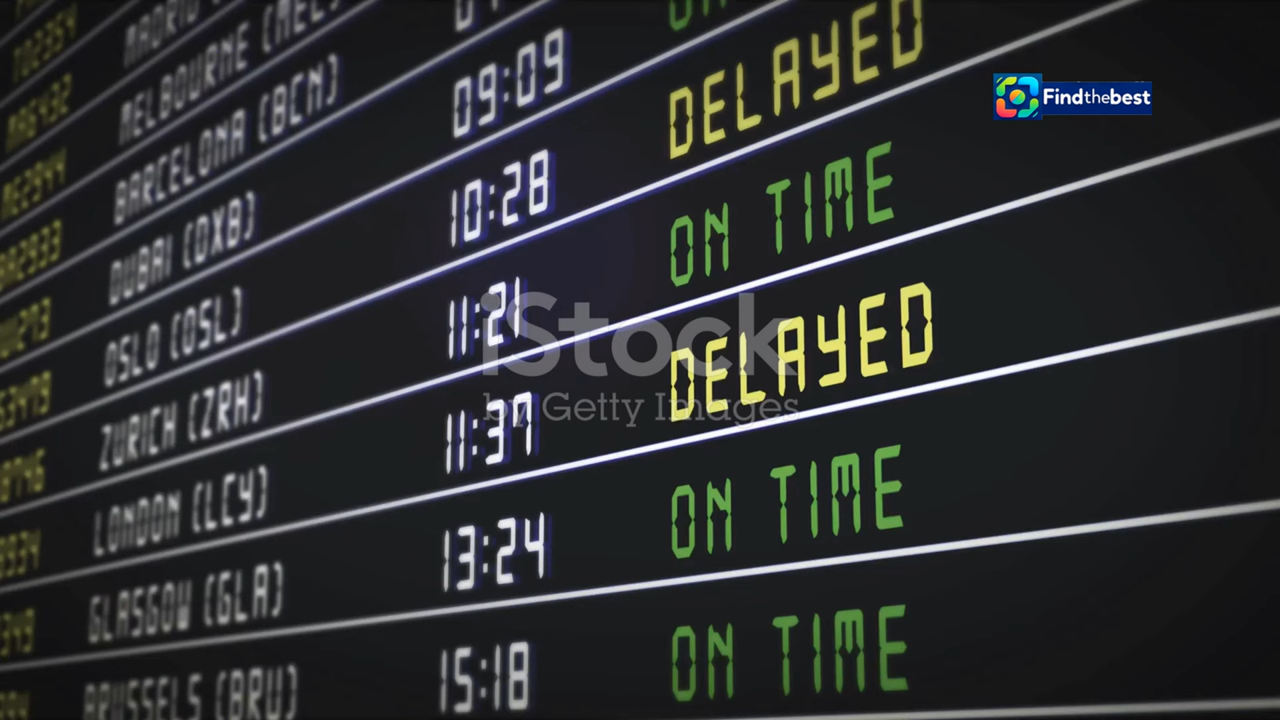 MADRID
MELBOURNE (MEL)
BARCELONA (BCN)
DUBAI (DXB) 09:09 ON
OSLO (OSL) 10:28 DELAYED
ZURICH (ZRH) 11:21 ON TIME
LONDON (LCY) 11:37 DELAYED
GLASGOW (GLA) 13:24 ON TIME
BRUSSELS (BRU) 15:18 ON TIME
Findthebest
iStock
by Getty Images